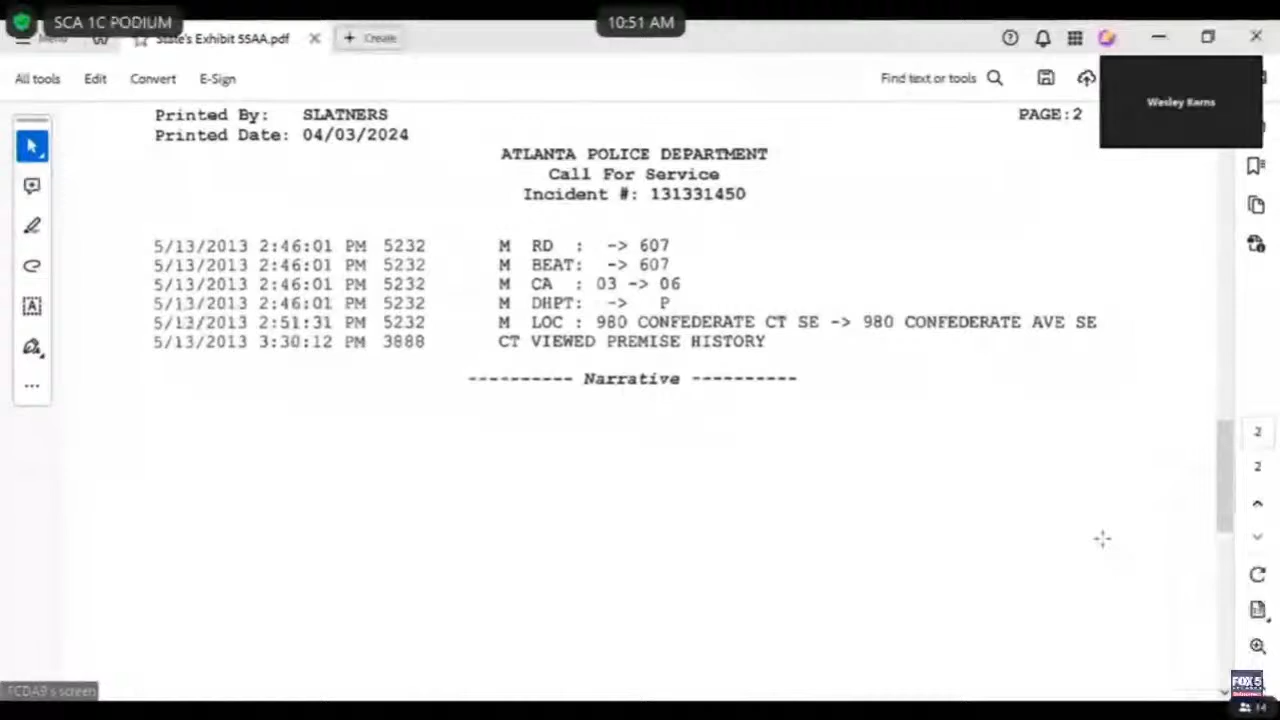 SCA 1C PODIUM
10:51 AM
Menu
State's Exhibit SSAA.pdf
Create
All tools Edit Convert E-Sign
Find text or tools
Wesley Karns
Printed By: SLATNERS
PAGE:2
Printed Date: 04/03/2024
ATLANTA POLICE DEPARTMENT
Call For Service
Incident #: 131331450
5/13/2013 2:46:01 PM 5232 M RD : -> 607
5/13/2013 2:46:01 PM 5232 M BEAT: -> 607
5/13/2013 2:46:01 PM 5232 M CA : 03 -> 06
5/13/2013 2:46:01 PM 5232 M DHPT: -> P
5/13/2013 2:51:31 PM 5232 M LOC : 980 CONFEDERATE CT SE -> 980 CONFEDERATE AVE SE
5/13/2013 3:30:12 PM 3888 CT VIEWED PREMISE HISTORY
---------- Narrative ----------
2
2
FCDA9's screen
FOX 5
14